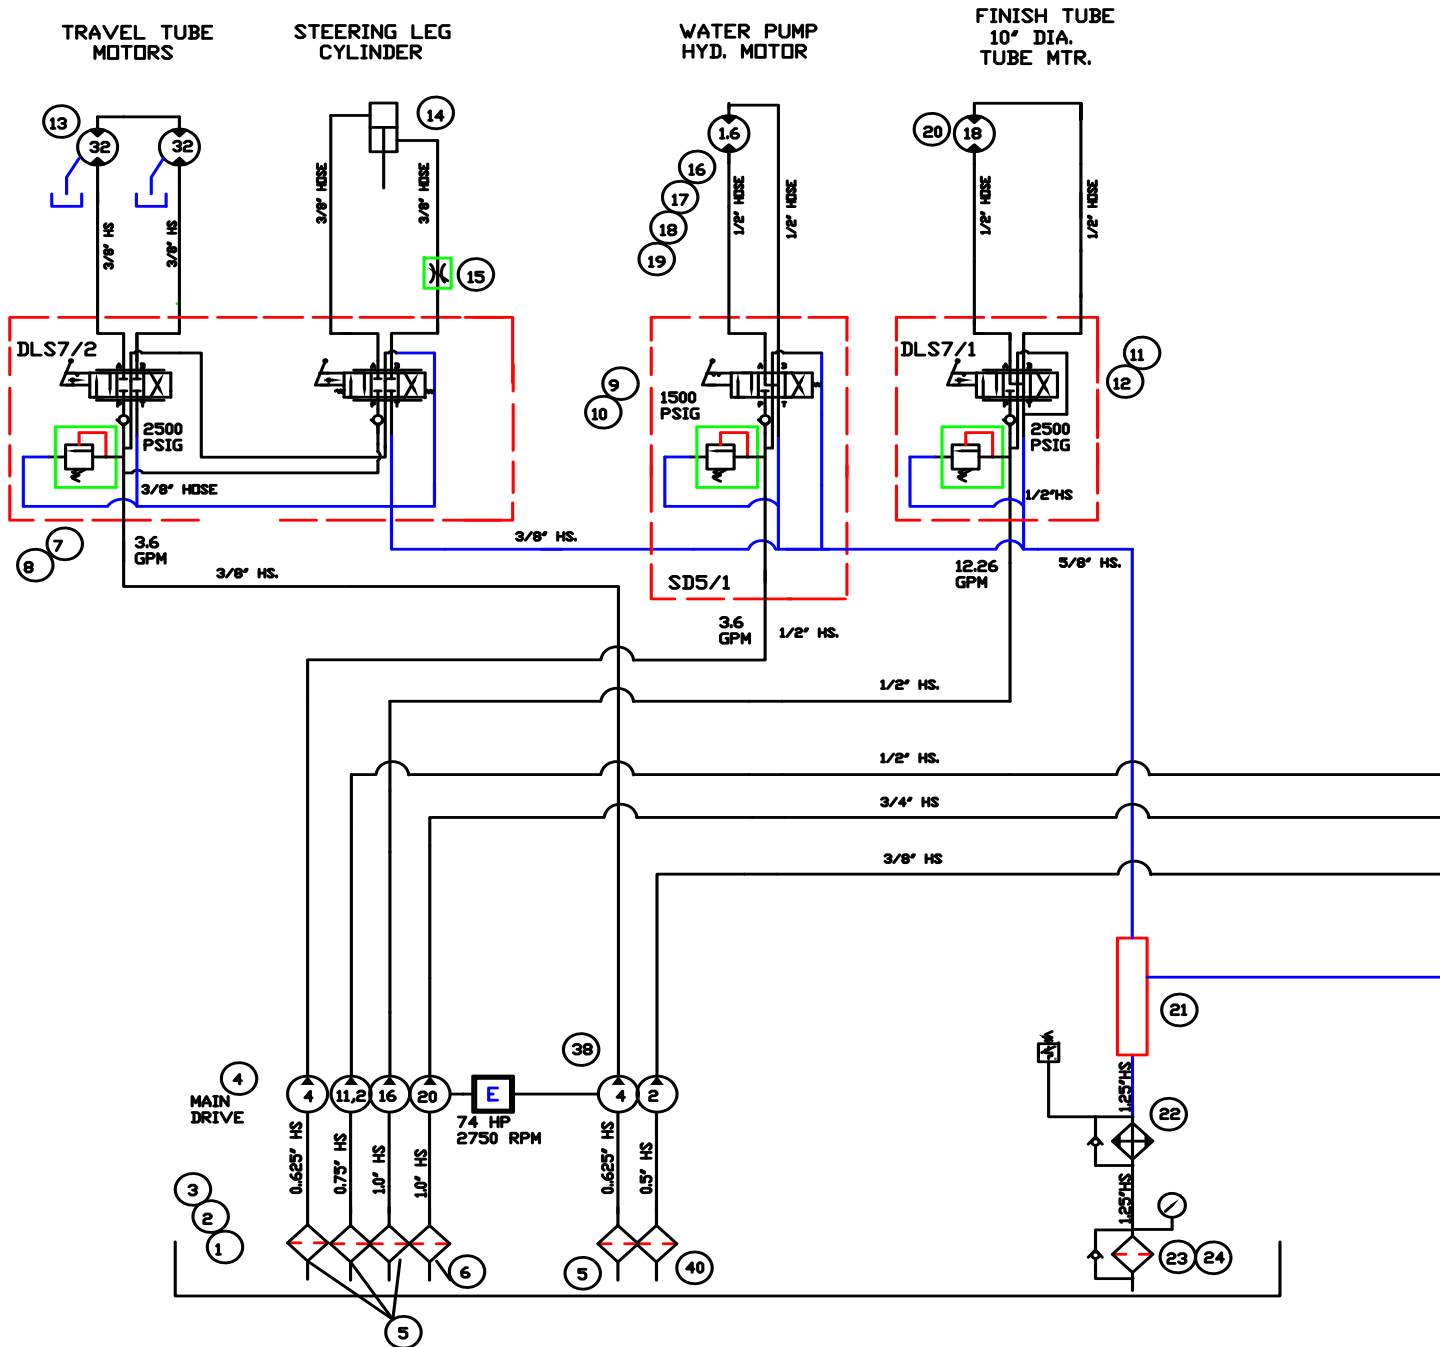 TRAVEL TUBE
MOTORS
STEERING LEG
CYLINDER
WATER PUMP
HYD. MOTOR
FINISH TUBE
10" DIA.
TUBE MTR.
13
32
32
14
1.6
20
18
16
17
18
19
15
3/8" HS
3/8" HS
3/8" HOSE
3/8" HOSE
1/2" HOSE
1/2" HOSE
1/2" HOSE
1/2" HOSE
DLS7/2
A
B
P
T
2500
PSIG
3/8" HOSE
A
B
P
T
9
10
1500
PSIG
A
B
P
T
SD5/1
DLS7/1
A
B
P
T
2500
PSIG
1/2"HS
11
12
7
8
3.6
GPM
3/8" HS.
3/8" HS.
12.26
GPM
5/8" HS.
3.6
GPM
1/2" HS.
1/2" HS.
1/2" HS.
3/4" HS
3/8" HS
21
38
4
MAIN
DRIVE
4
11,2
16
20
E
74 HP
2750 RPM
4
2
0.625" HS
0.75" HS
1.0" HS
1.0" HS
0.625" HS
0.5" HS
1.25"HS
22
1.25"HS
3
2
1
6
5
40
23
24
5